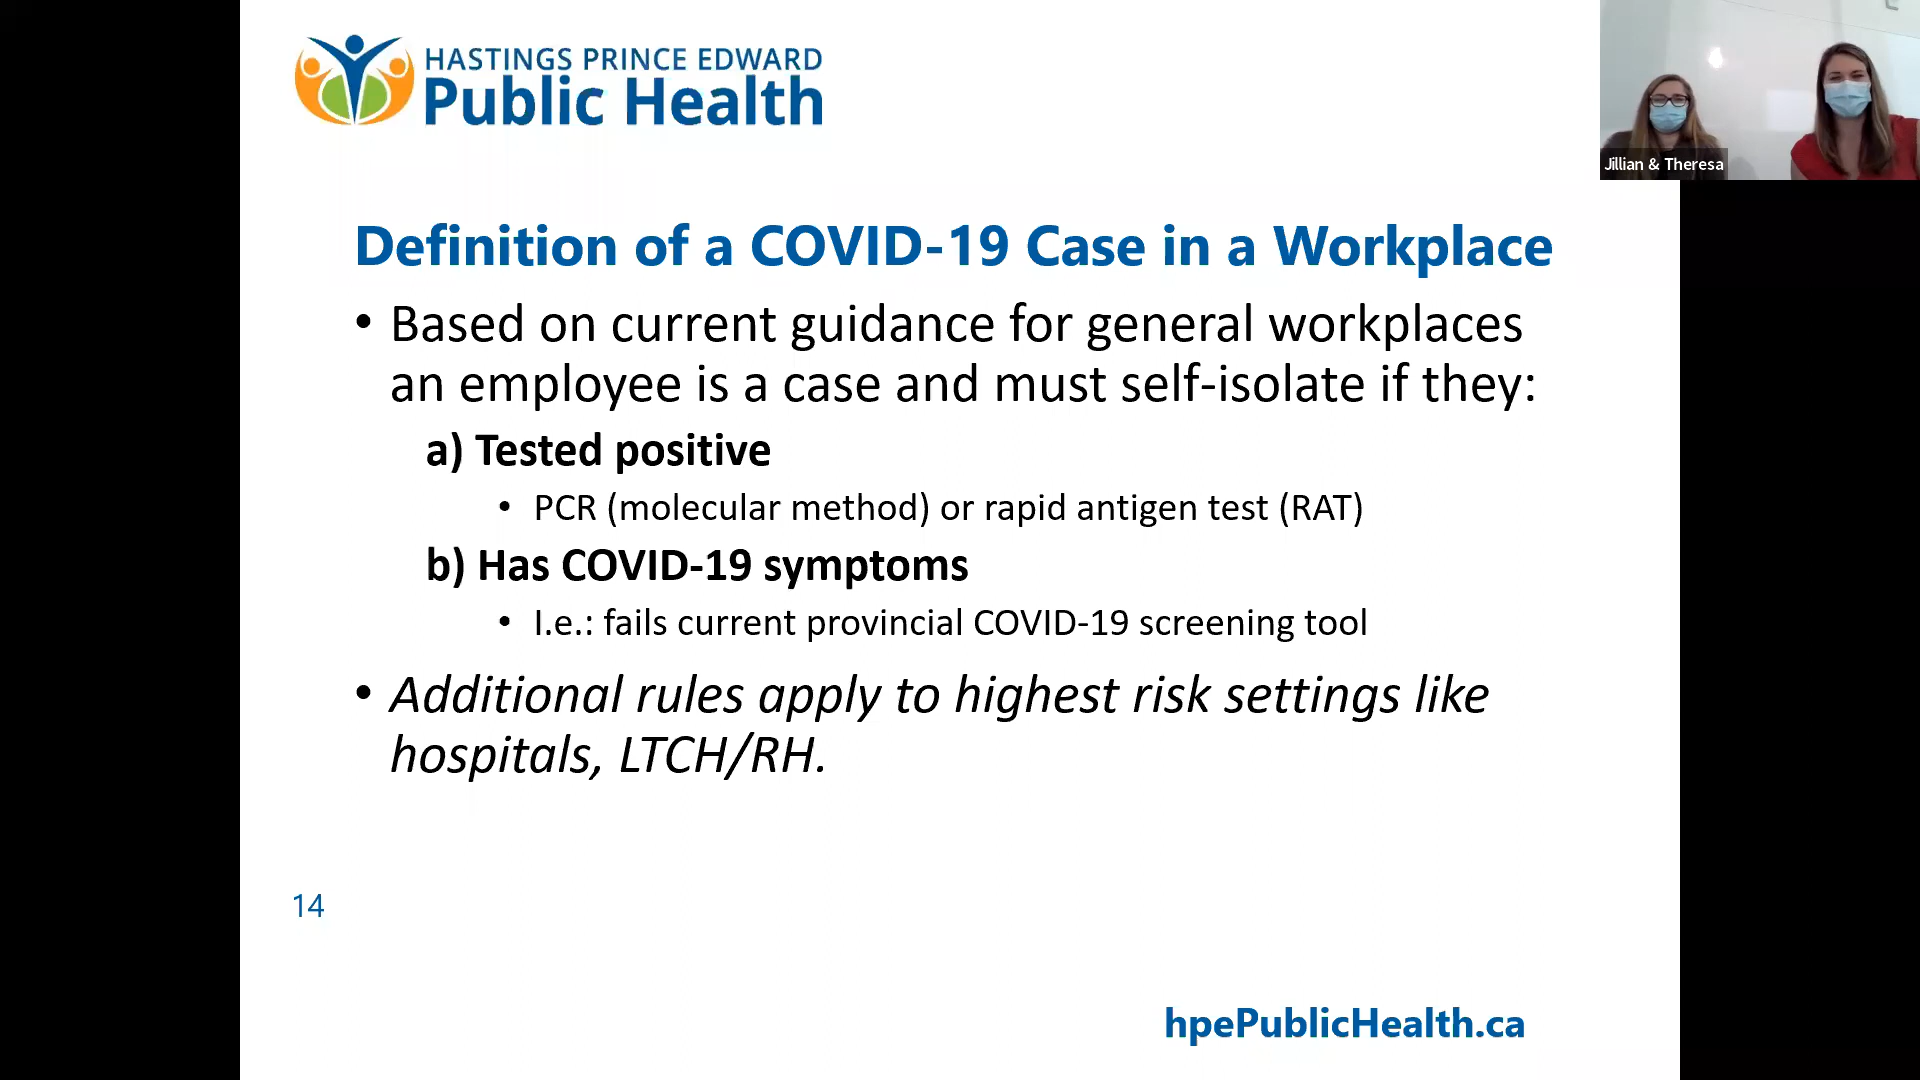 HASTINGS PRINCE EDWARD
Public Health
Jillian & Theresa
Definition of a COVID-19 Case in a Workplace
• Based on current guidance for general workplaces
an employee is a case and must self-isolate if they:
a) Tested positive
• PCR (molecular method) or rapid antigen test (RAT)
b) Has COVID-19 symptoms
• I.e.: fails current provincial COVID-19 screening tool
• Additional rules apply to highest risk settings like
hospitals, LTCH/RH.
14
hpePublicHealth.ca